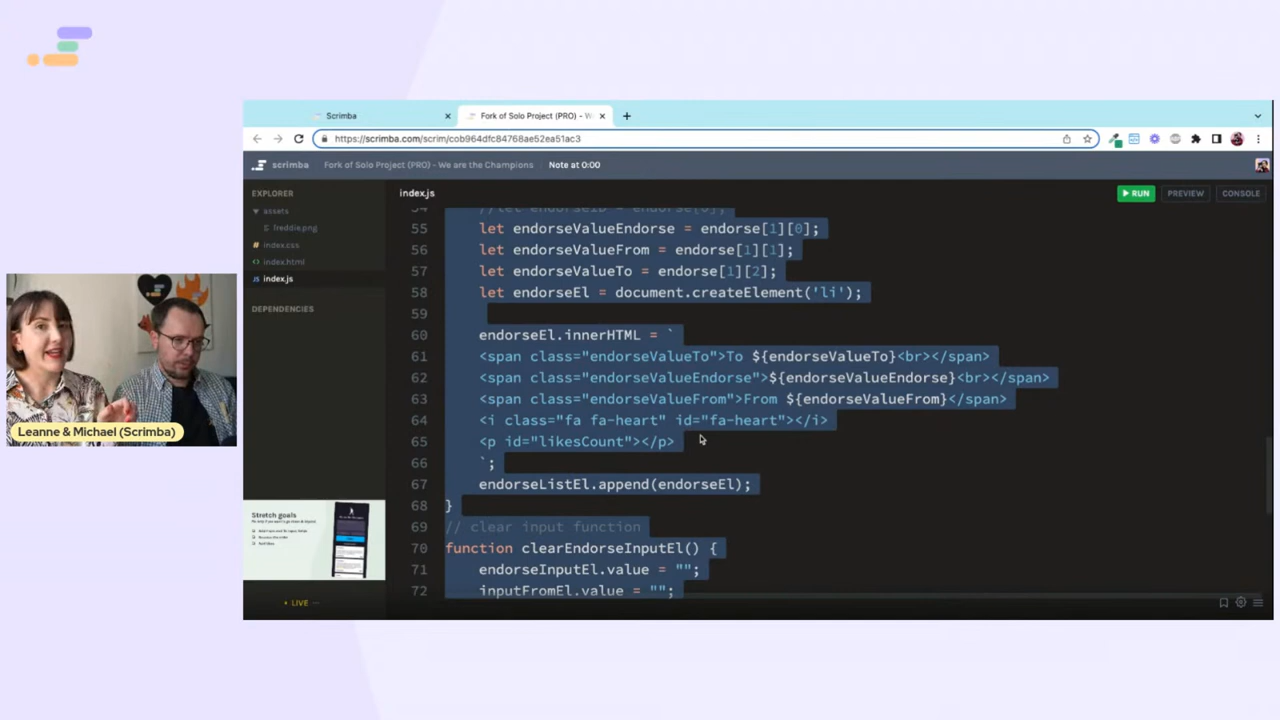 Scrimba
Fork of Solo Project (PRO) - W
https://scrimba.com/scrim/cob964dfc84768ae52ea51ac3
scrimba
Fork of Solo Project (PRO) - We are the Champions
Note at 0:00
EXPLORER
assets
freddie.png
index.css
index.html
index.js
DEPENDENCIES
index.js
RUN
PREVIEW
CONSOLE
54 //let endorseID = endorse[0];
55 let endorseValueEndorse = endorse[1][0];
56 let endorseValueFrom = endorse[1][1];
57 let endorseValueTo = endorse[1][2];
58 let endorseEl = document.createElement('li');
59
60 endorseEl.innerHTML = `
61 <span class="endorseValueTo">To ${endorseValueTo}<br></span>
62 <span class="endorseValueEndorse">${endorseValueEndorse}<br></span>
63 <span class="endorseValueFrom">From ${endorseValueFrom}</span>
64 <i class="fa fa-heart" id="fa-heart"></i>
65 <p id="likesCount"></p>
66 `;
67 endorseListEl.append(endorseEl);
68 }
69 // clear input function
70 function clearEndorseInputEl() {
71 endorseInputEl.value = "";
72 inputFromEl.value = "";
Leanne & Michael (Scrimba)
Stretch goals
LIVE